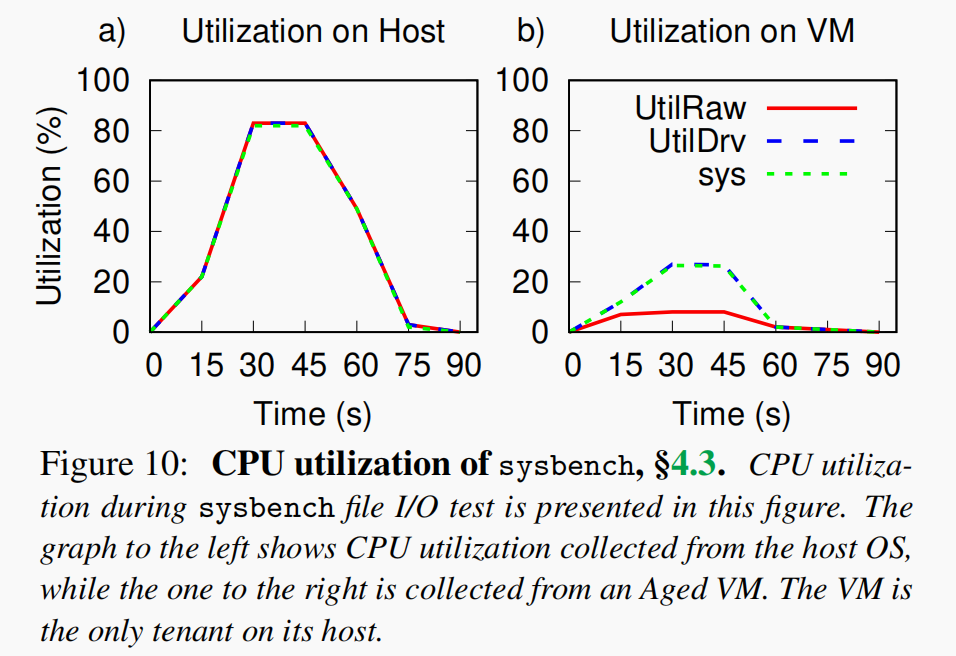 a) Utilization on Host
b) Utilization on VM
Utilization (%)
100
80
60
40
20
0
0 15 30 45 60 75 90
Time (s)
100
80
60
40
20
0
UtilRaw
UtilDrv
sys
0 15 30 45 60 75 90
Time (s)
Figure 10: CPU utilization of sysbench, §4.3. CPU utiliza-
tion during sysbench file I/O test is presented in this figure. The
graph to the left shows CPU utilization collected from the host OS,
while the one to the right is collected from an Aged VM. The VM is
the only tenant on its host.